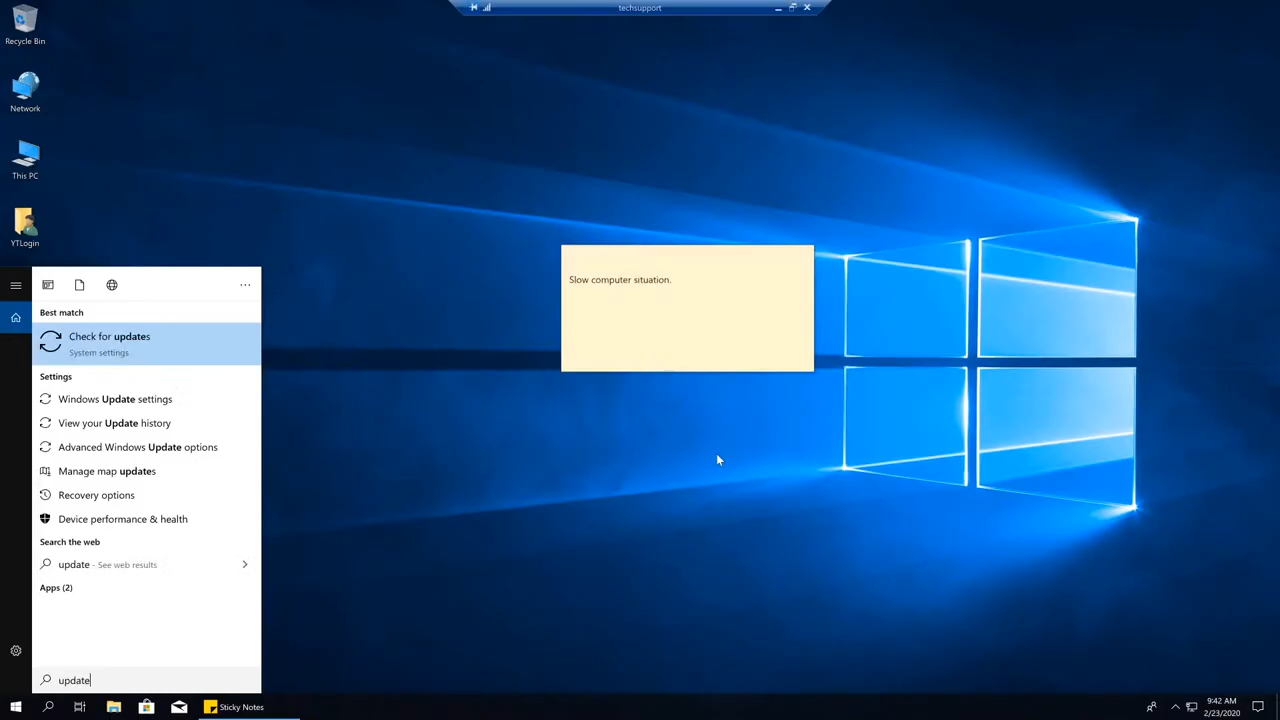 techsupport
Recycle Bin
Network
This PC
YTLogin
Slow computer situation.
Best match
Check for updates
System settings
Settings
Windows Update settings
View your Update history
Advanced Windows Update options
Manage map updates
Recovery options
Device performance & health
Search the web
update - See web results
Apps (2)
update
Sticky Notes
9:42 AM
2/23/2020